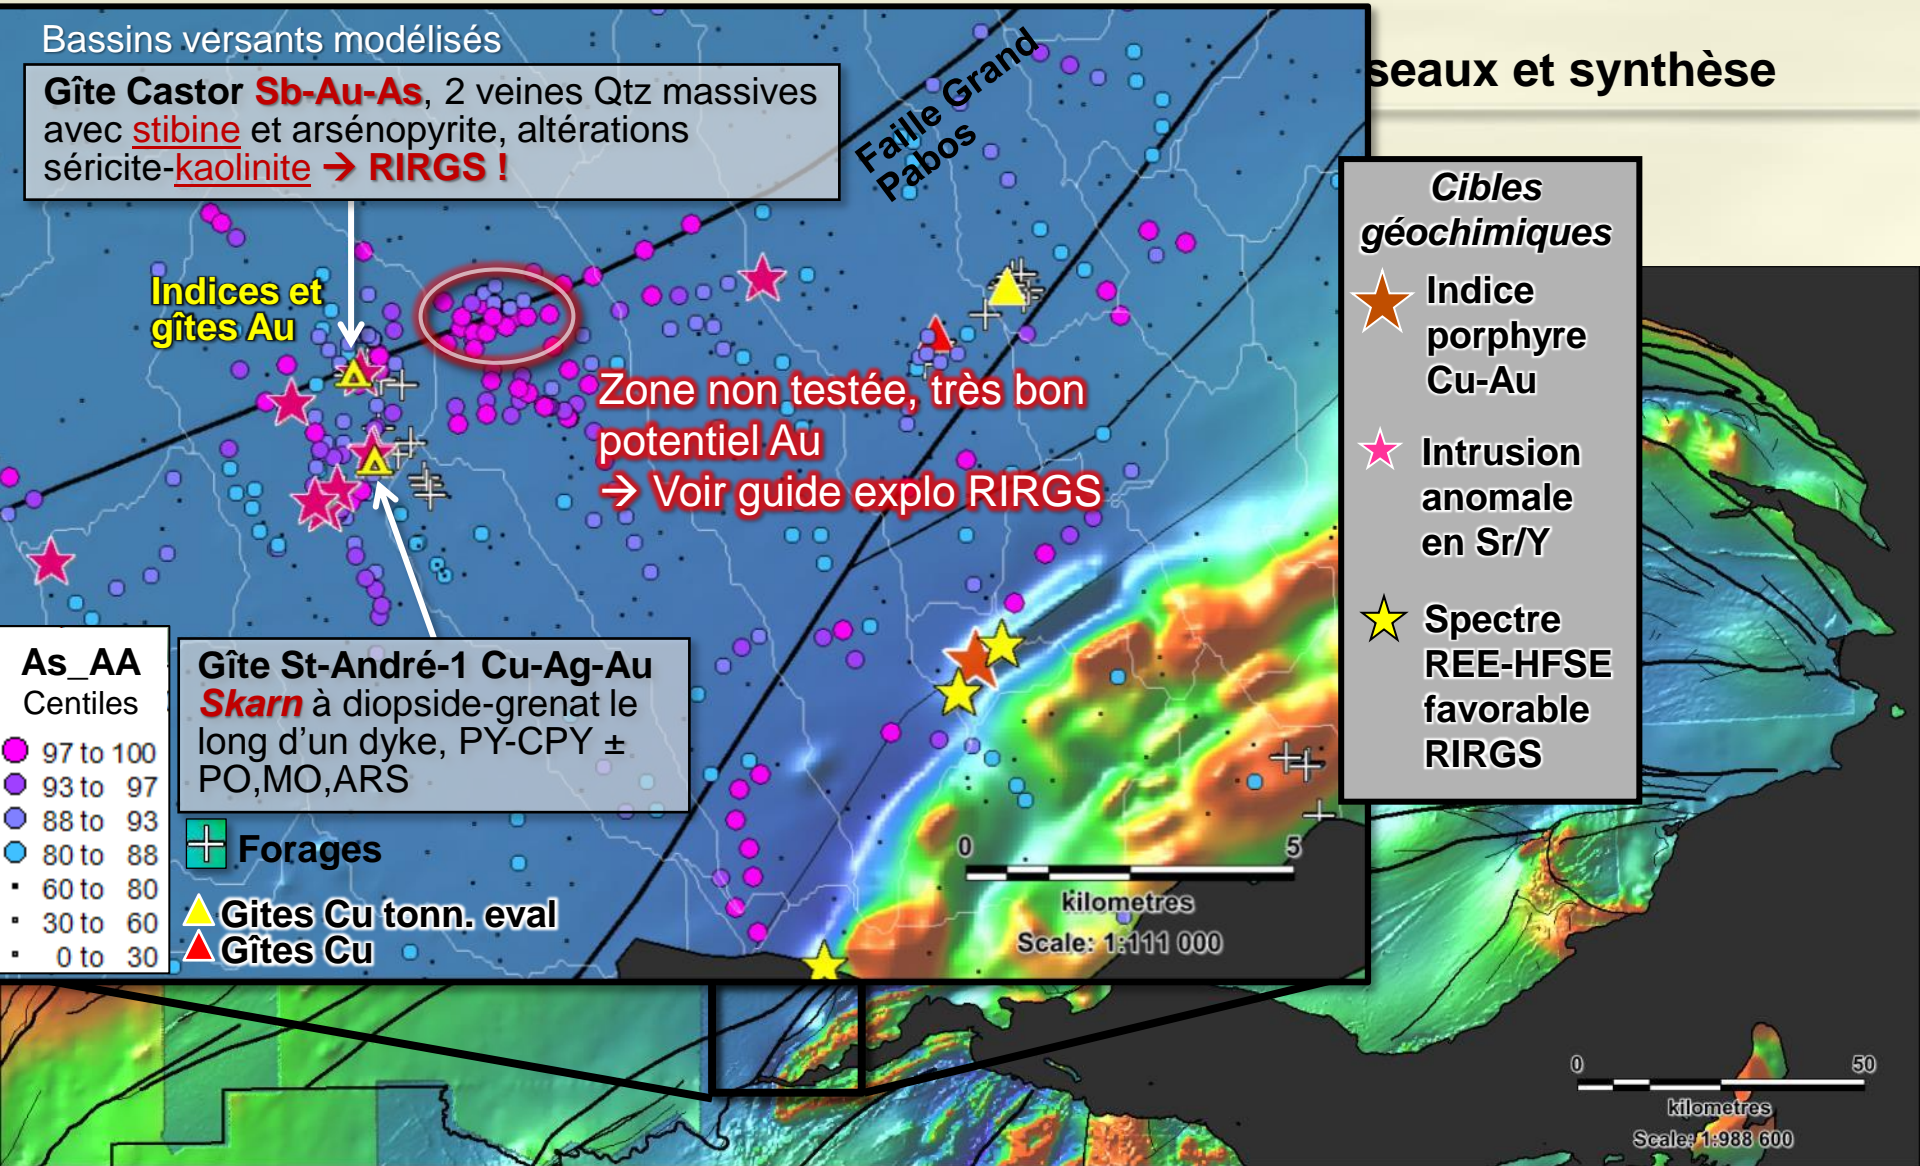 seaux et synthèse
Bassins versants modélisés
Gîte Castor Sb-Au-As, 2 veines Qtz massives
avec stibine et arsénopyrite, altérations
séricite-kaolinite → RIRGS !
Faille Grand
Pabos
Indices et
gîtes Au
Zone non testée, très bon
potentiel Au
→ Voir guide explo RIRGS
Cibles
géochimiques
Indice
porphyre
Cu-Au
Intrusion
anomale
en Sr/Y
Spectre
REE-HFSE
favorable
RIRGS
As_AA
Centiles
97 to 100
93 to 97
88 to 93
80 to 88
60 to 80
30 to 60
0 to 30
Gîte St-André-1 Cu-Ag-Au
Skarn à diopside-grenat le
long d'un dyke, PY-CPY ±
PO,MO,ARS
Forages
Gites Cu tonn. eval
Gîtes Cu
0 5
kilometres
Scale: 1:111 000
0 50
kilometres
Scale: 1:988 600